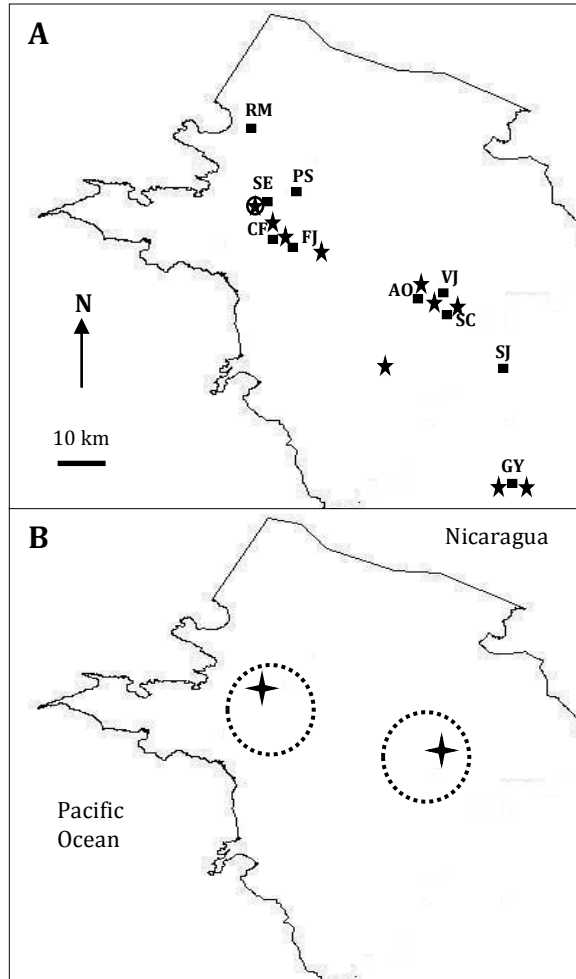 A
RM
SE PS
CF FJ
AO VJ
SC
N
SJ
10 km
GY
B
Nicaragua
Pacific
Ocean